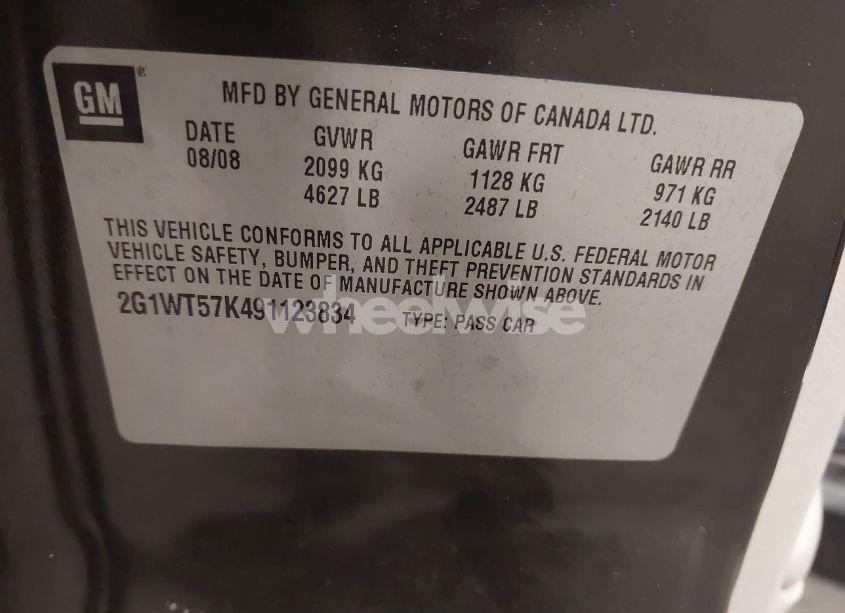 GM®
MFD BY GENERAL MOTORS OF CANADA LTD.
DATE GVWR GAWR FRT GAWR RR
08/08 2099 KG 1128 KG 971 KG
4627 LB 2487 LB 2140 LB
THIS VEHICLE CONFORMS TO ALL APPLICABLE U.S. FEDERAL MOTOR
VEHICLE SAFETY, BUMPER, AND THEFT PREVENTION STANDARDS IN
EFFECT ON THE DATE OF MANUFACTURE SHOWN ABOVE.
2G1WT57K491123834 TYPE: PASS CAR
wheelwise